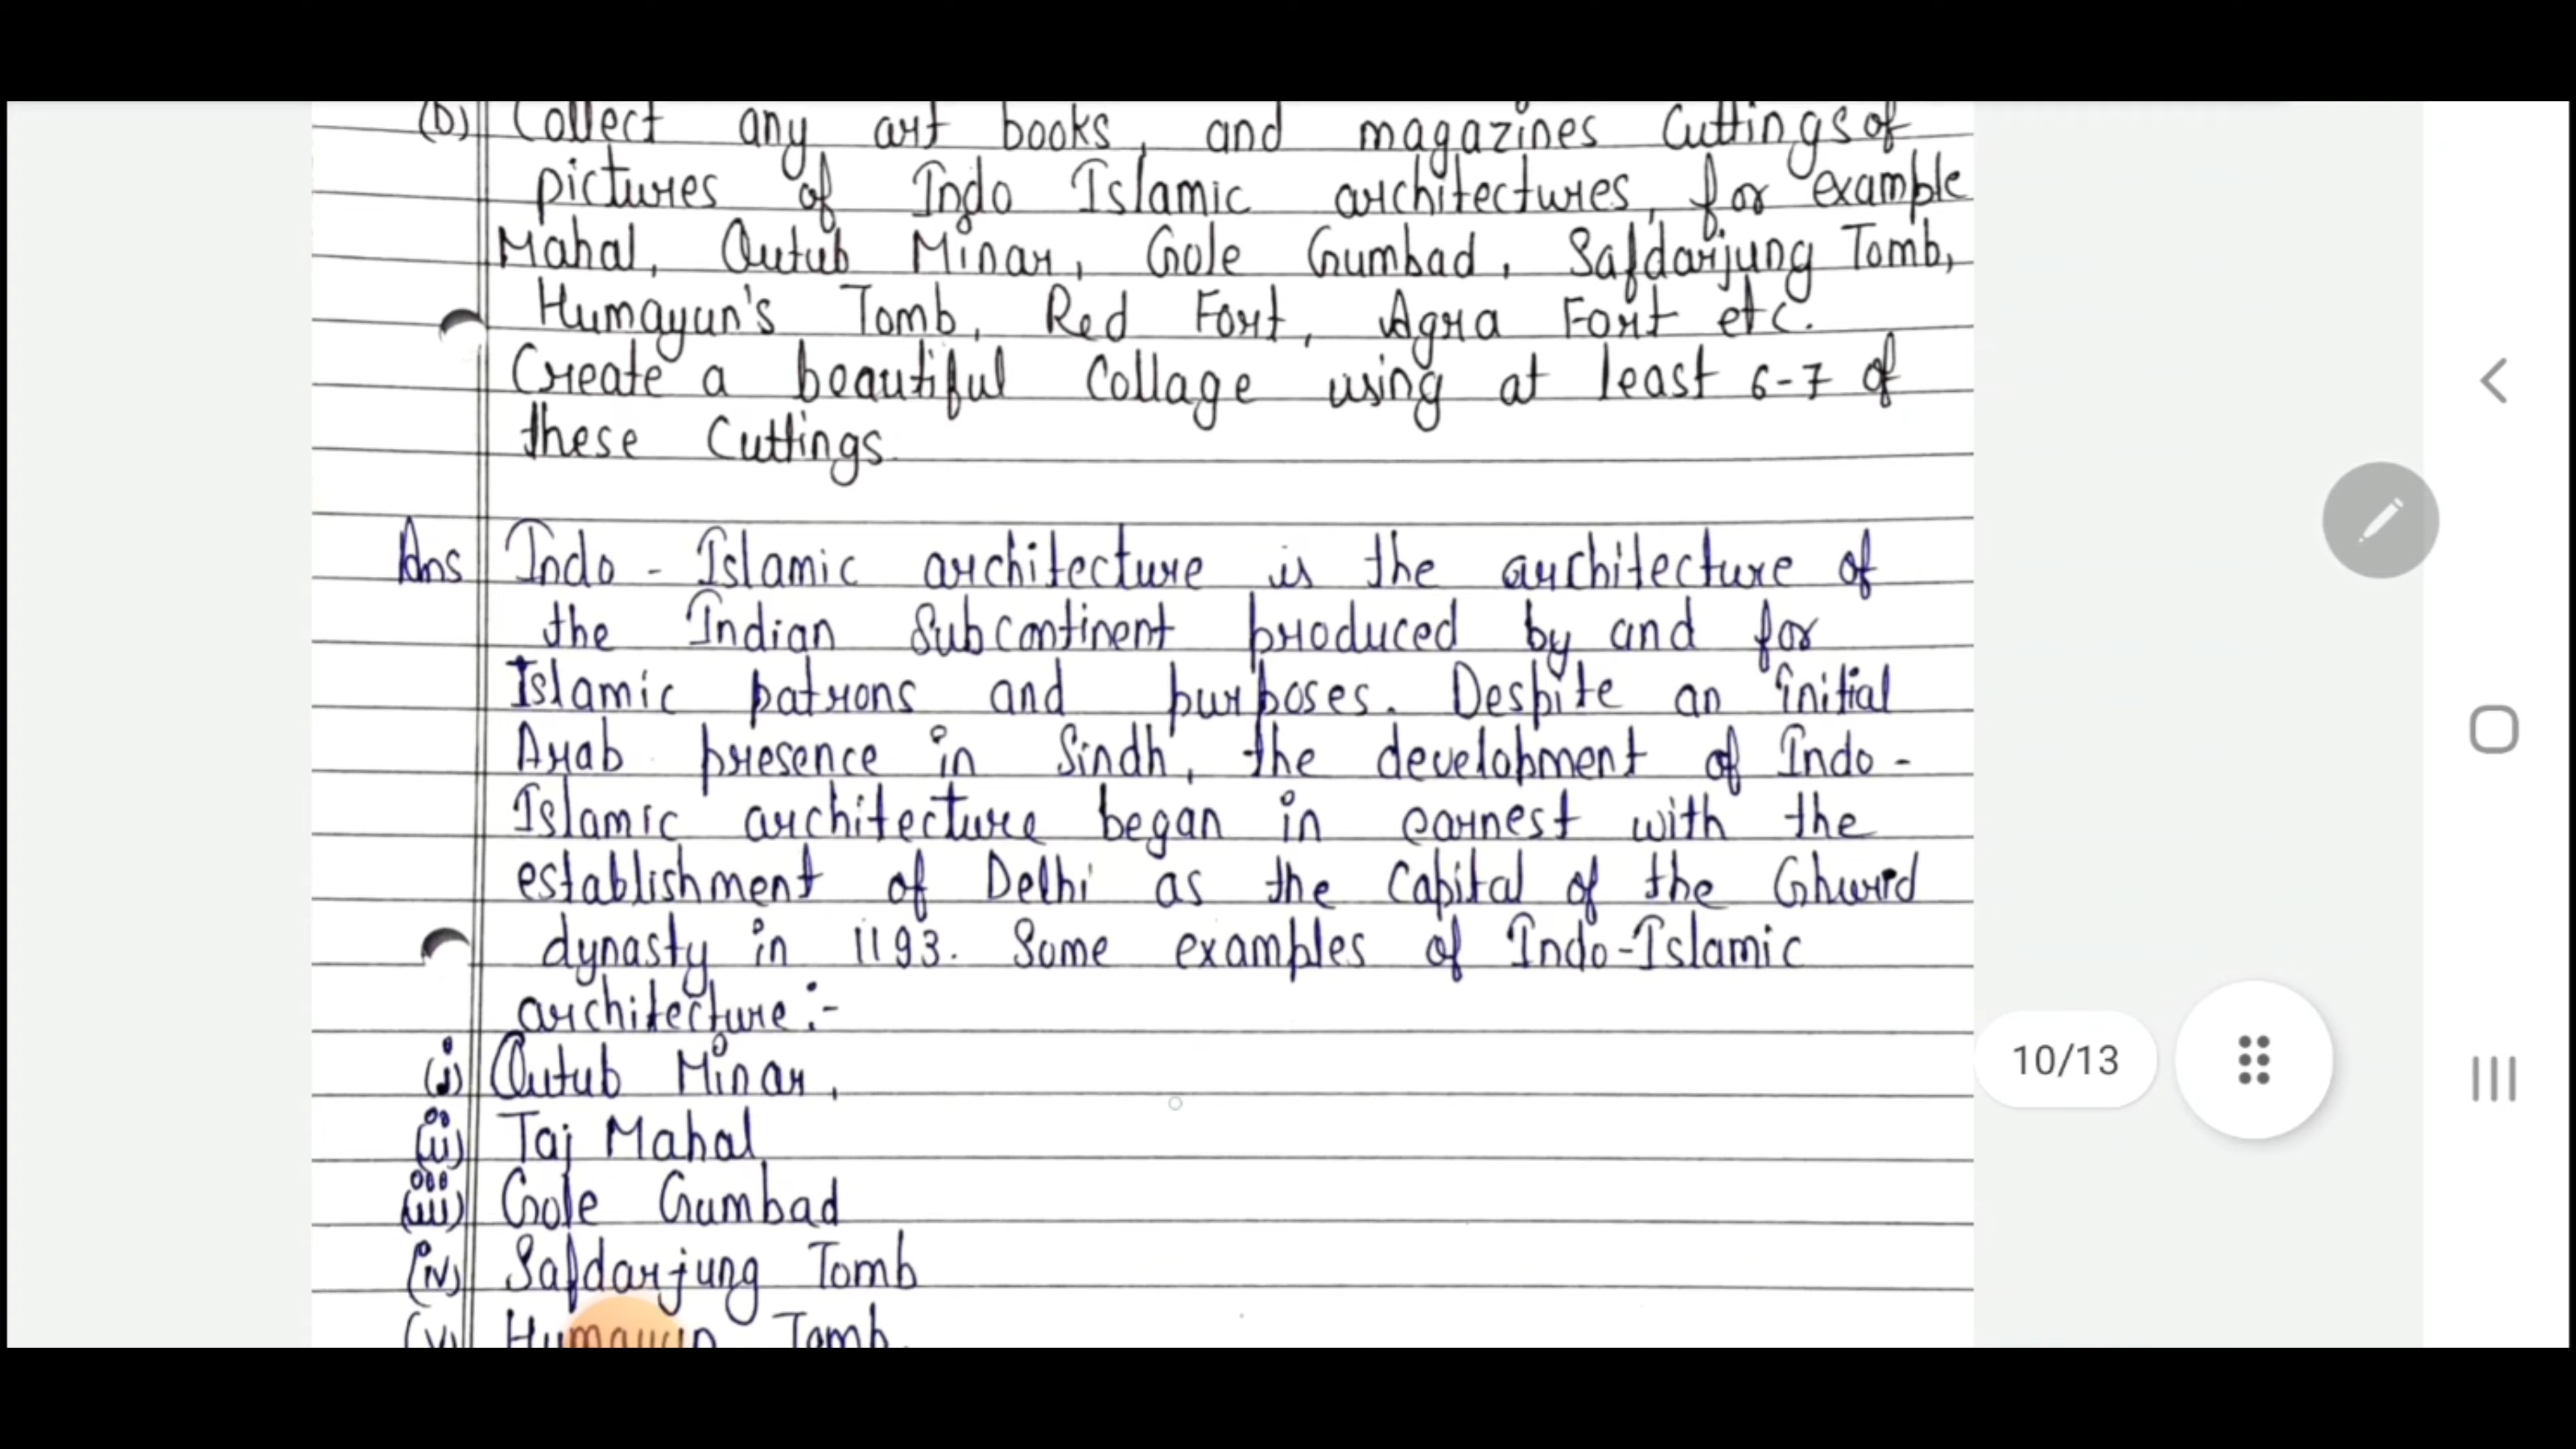 (b) Collect any art books, and magazines Cuttings of
pictures of Indo Islamic architectures, for example
Mahal, Qutub Minar, Gole Gumbad, Safdarjung Tomb,
Humayun's Tomb, Red Fort, Agra Fort etc.
Create a beautiful Collage using at least 6-7 of
these Cuttings.
Ans Indo - Islamic architecture is the architecture of
the Indian Subcontinent produced by and for
Islamic patrons and purposes. Despite an initial
Arab presence in Sindh, the development of Indo -
Islamic architecture began in earnest with the
establishment of Delhi as the Capital of the Ghurid
dynasty in 1193. Some examples of Indo-Islamic
architecture :-
(i) Qutub Minar,
(ii) Taj Mahal
(iii) Gole Gumbad
(iv) Safdarjung Tomb
(v) Humayun Tomb.
10/13